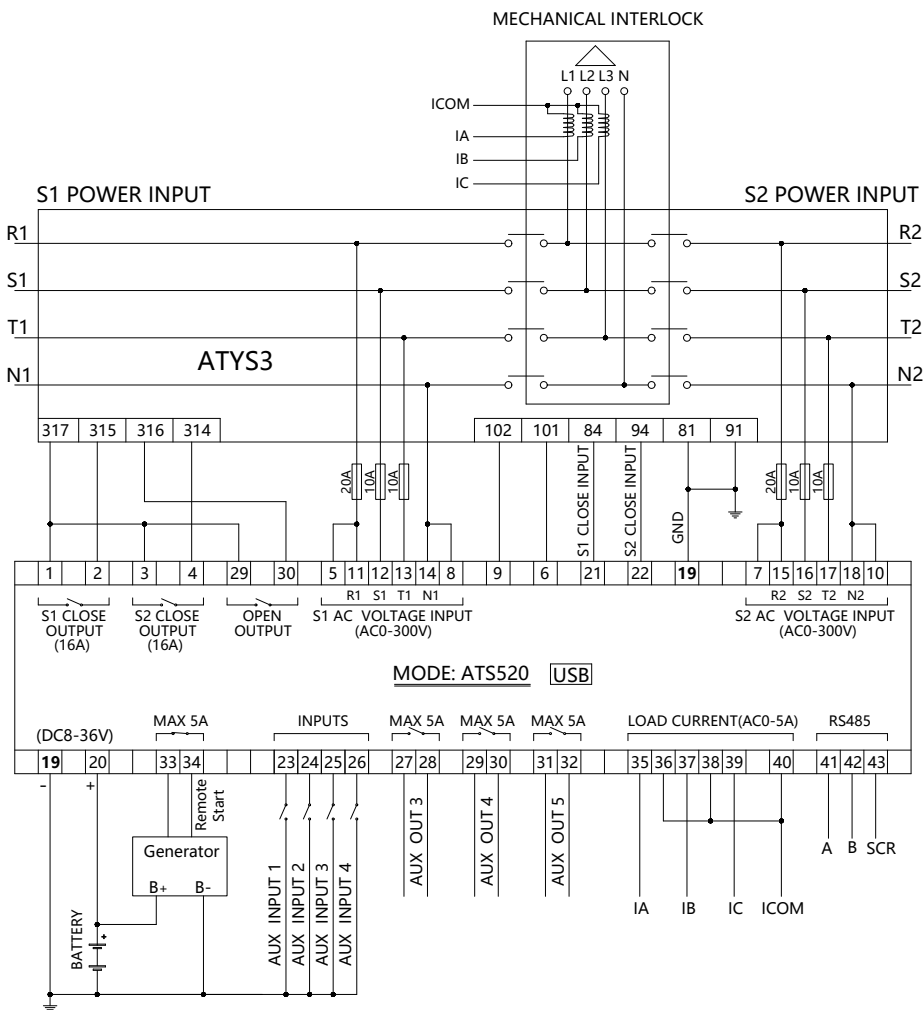 MECHANICAL INTERLOCK
L1 L2 L3 N
ICOM
IA
IB
IC
S1 POWER INPUT
S2 POWER INPUT
R1
R2
S1
S2
T1
T2
ATYS3
N1
N2
317 315 316 314
102 101 84 94 81 91
20A
10A
10A
S1 CLOSE INPUT
S2 CLOSE INPUT
GND
20A
10A
10A
1 2 3 4 29 30 5 11 12 13 14 8 9 6 21 22 19 7 15 16 17 18 10
R1 S1 T1 N1
R2 S2 T2 N2
S1 CLOSE
OUTPUT
(16A)
S2 CLOSE
OUTPUT
(16A)
OPEN
OUTPUT
S1 AC VOLTAGE INPUT
(AC0-300V)
S2 AC VOLTAGE INPUT
(AC0-300V)
MODE: ATS520 USB
(DC8-36V)
MAX 5A
INPUTS
MAX 5A
MAX 5A
MAX 5A
LOAD CURRENT(AC0-5A)
RS485
19 20 33 34 23 24 25 26 27 28 29 30 31 32 35 36 37 38 39 40 41 42 43
- +
Remote
Start
Generator
B+ B-
BATTERY
+
AUX INPUT 1
AUX INPUT 2
AUX INPUT 3
AUX INPUT 4
AUX OUT 3
AUX OUT 4
AUX OUT 5
A B SCR
IA IB IC ICOM